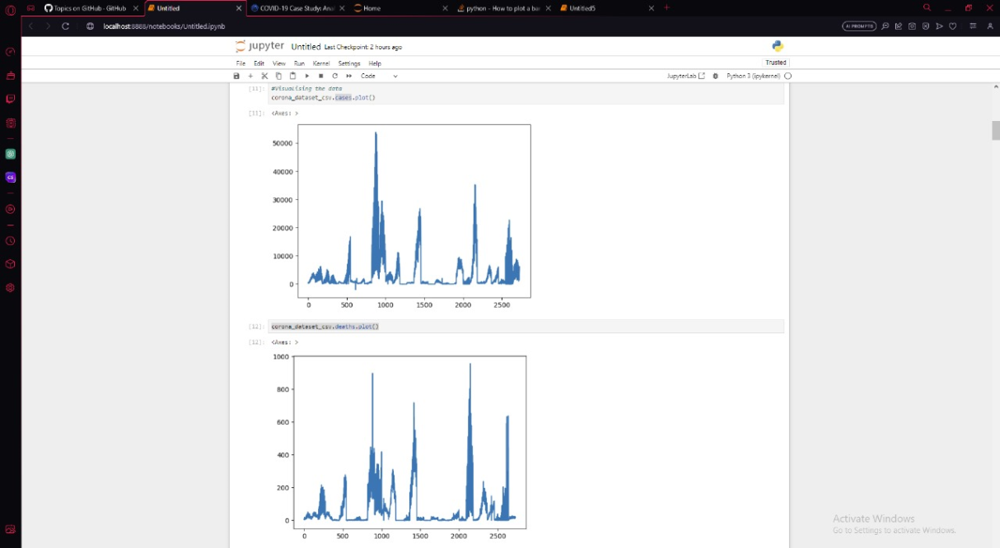 Topics on GitHub · GitHub
Untitled
COVID-19 Case Study: Anal
Home
python - How to plot a bar
Untitled5
localhost:8888/notebooks/Untitled.ipynb
AI PROMPTS
jupyter Untitled Last Checkpoint: 2 hours ago
File Edit View Run Kernel Settings Help
Trusted
Code
JupyterLab
Python 3 (ipykernel)
[11]: #Visualising the data
corona_dataset_csv.cases.plot()
[11]: <Axes: >
50000
40000
30000
20000
10000
0
0 500 1000 1500 2000 2500
[12]: corona_dataset_csv.deaths.plot()
[12]: <Axes: >
1000
800
600
400
200
0
0 500 1000 1500 2000 2500
Activate Windows
Go to Settings to activate Windows.